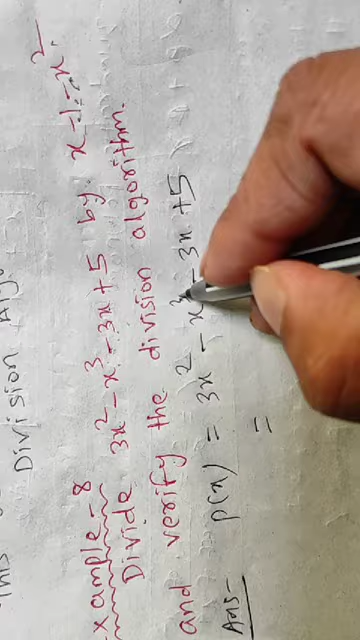 Division Algo
xample - 8
Divide 3x² - x³ - 3x + 5 by x - 1 - x²
and verify the division algorithm.
Ans- p(x) = 3x² - x³ - 3x + 5
=